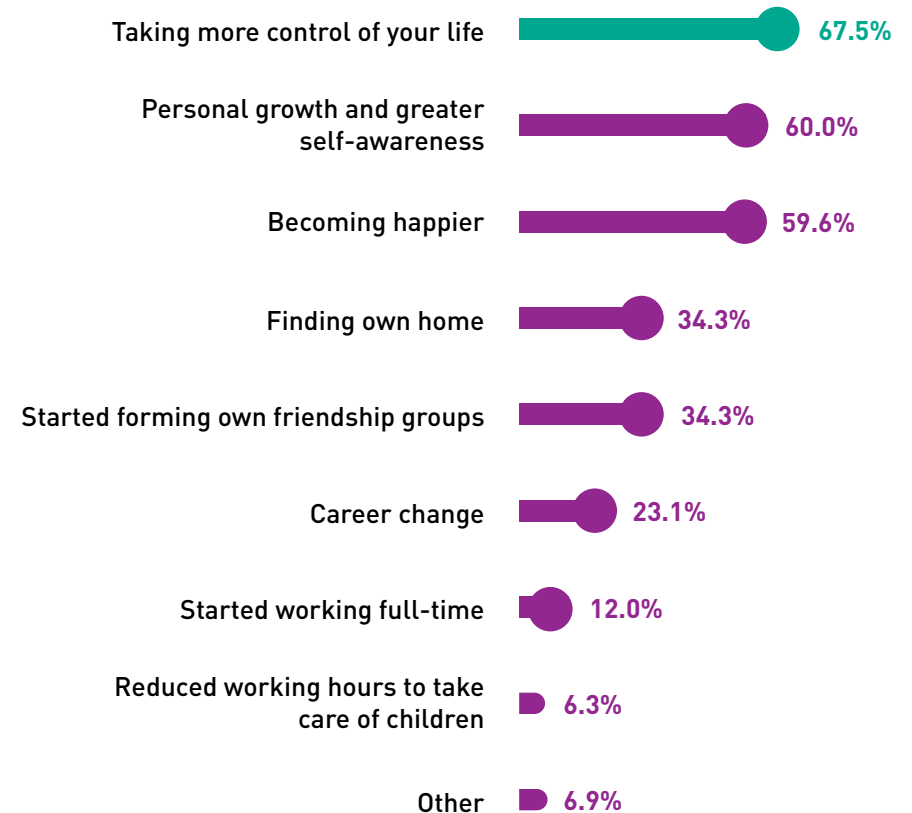 Taking more control of your life 67.5%
Personal growth and greater
self-awareness 60.0%
Becoming happier 59.6%
Finding own home 34.3%
Started forming own friendship groups 34.3%
Career change 23.1%
Started working full-time 12.0%
Reduced working hours to take
care of children 6.3%
Other 6.9%